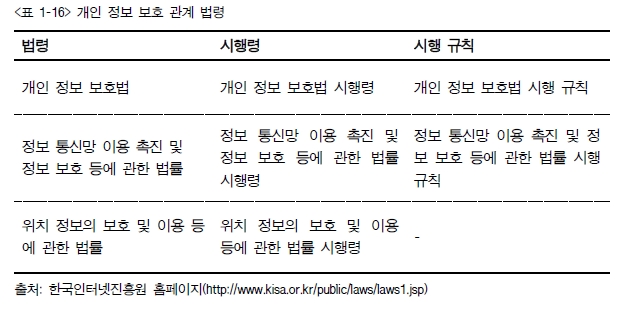 <표 1-16> 개인 정보 보호 관계 법령
법령 시행령 시행 규칙
개인 정보 보호법 개인 정보 보호법 시행령 개인 정보 보호법 시행 규칙
정보 통신망 이용 촉진 및
정보 보호 등에 관한 법률
정보 통신망 이용 촉진 및
정보 보호 등에 관한 법률
시행령
정보 통신망 이용 촉진 및 정
보 보호 등에 관한 법률 시행
규칙
위치 정보의 보호 및 이용 등
에 관한 법률
위치 정보의 보호 및 이용
등에 관한 법률 시행령
-
출처: 한국인터넷진흥원 홈페이지(http://www.kisa.or.kr/public/laws/laws1.jsp)